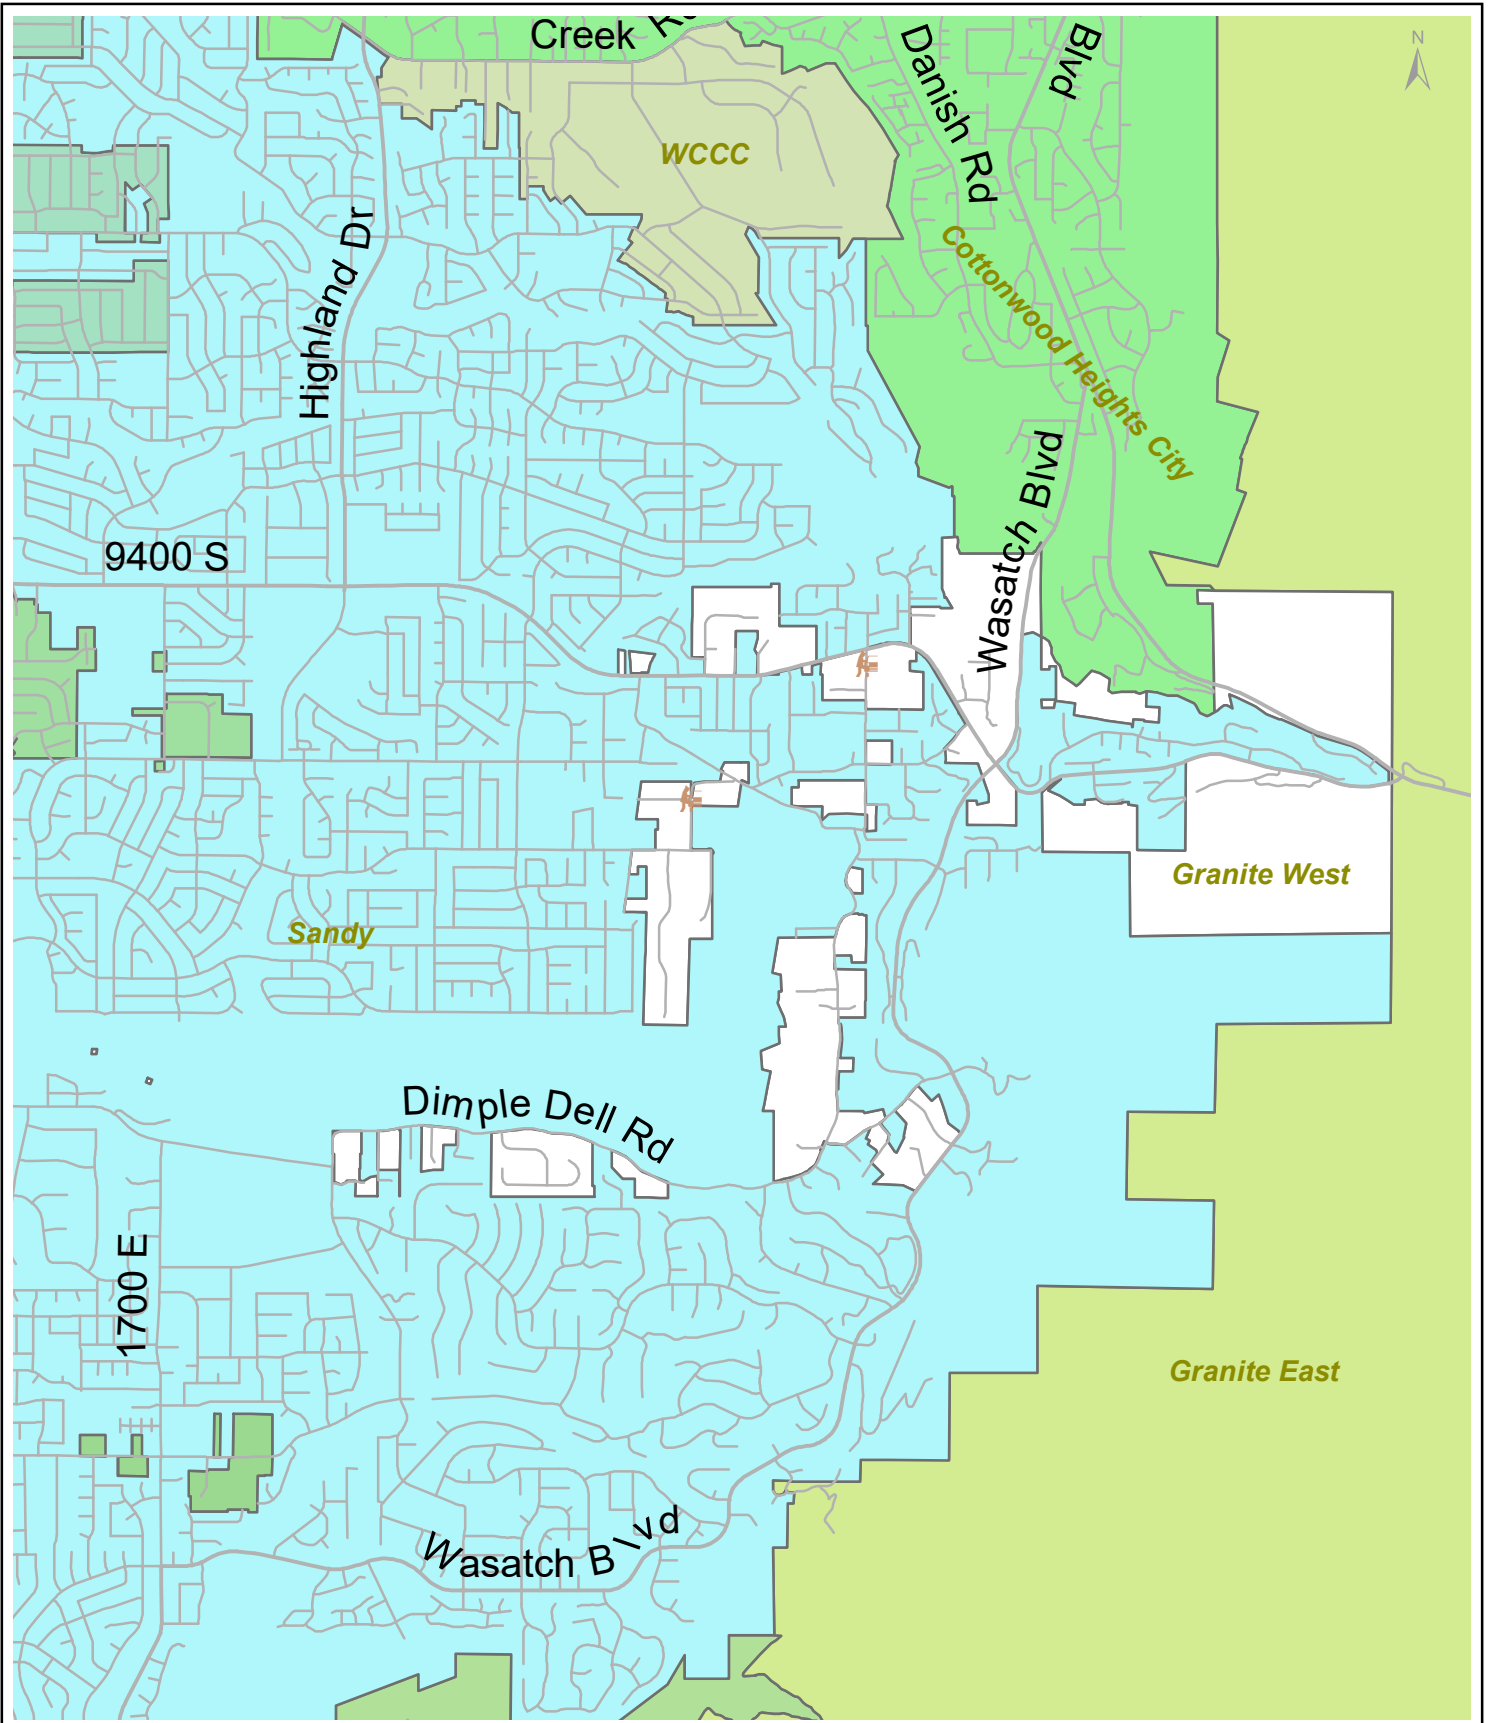 Creek
Danish Rd
Blvd
N
WCCC
Highland Dr
Cottonwood Heights City
Wasatch Blvd
9400 S
Granite West
Sandy
Dimple Dell Rd
1700 E
Granite East
Wasatch Blvd